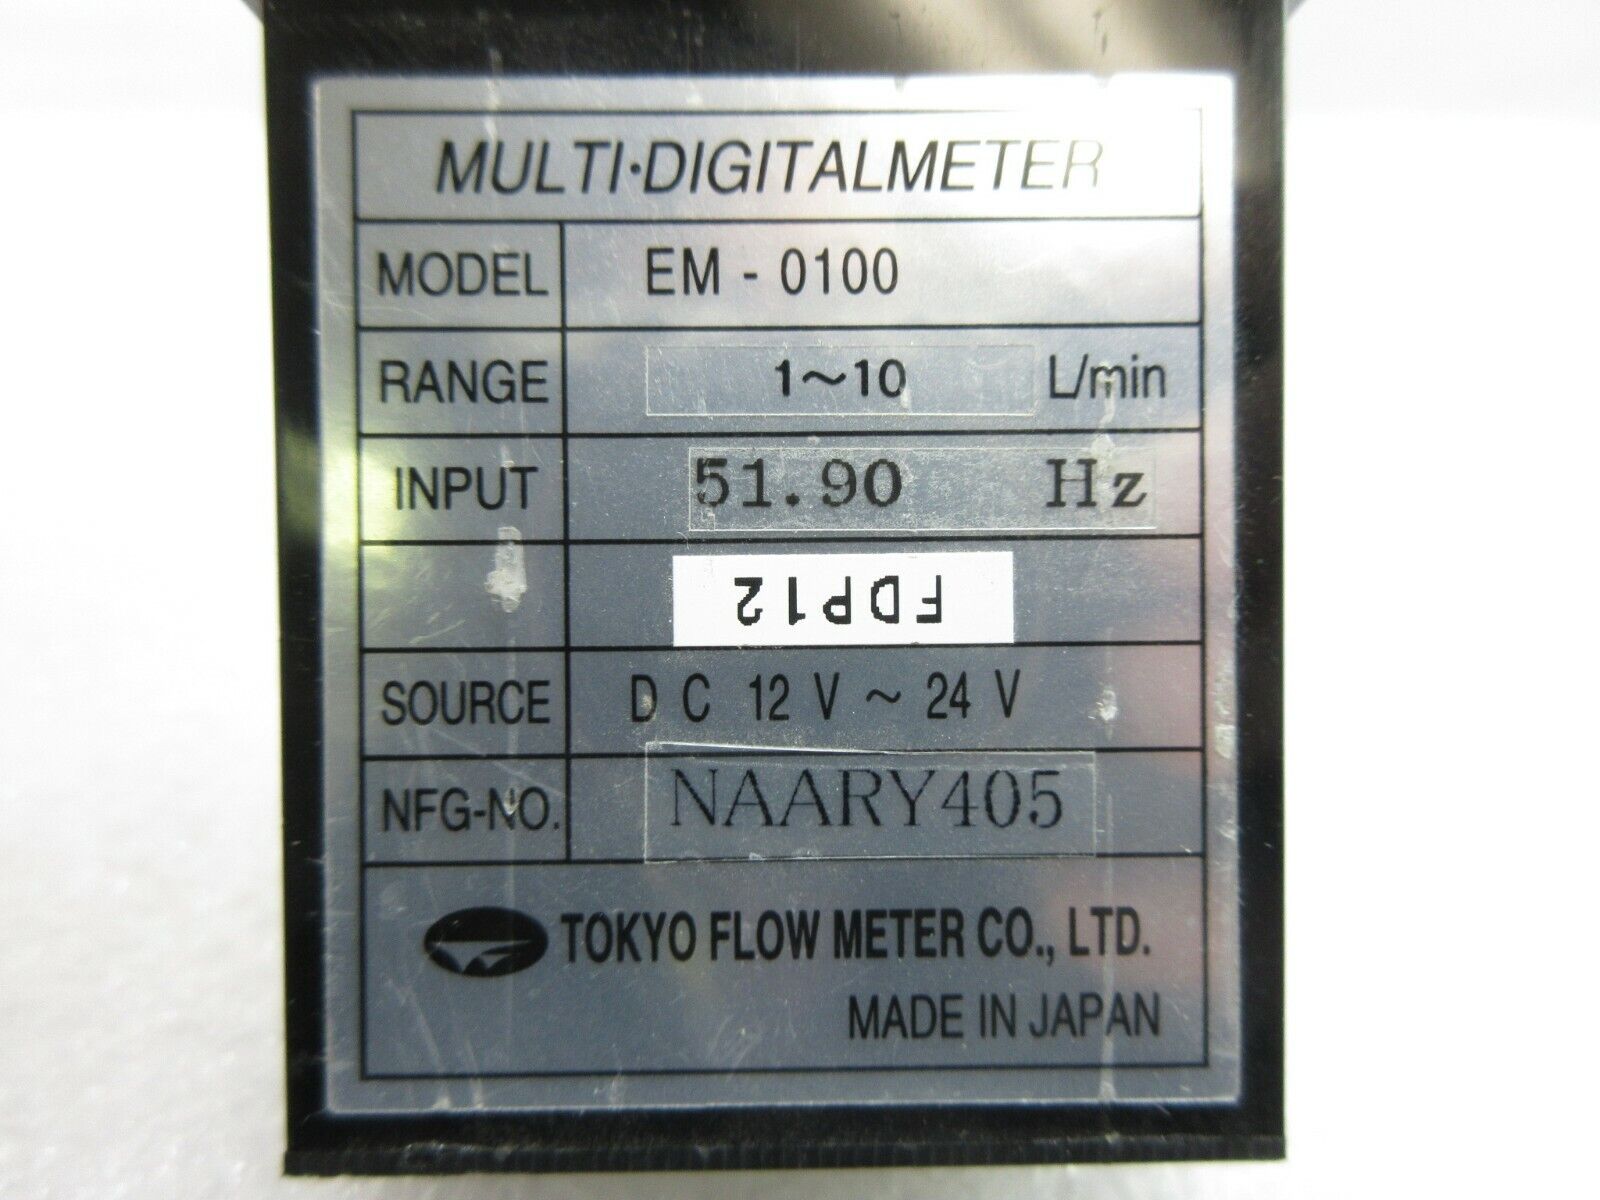 MULTI·DIGITALMETER
MODEL EM - 0100
RANGE 1～10 L/min
INPUT 51.90 Hz
FDP12
SOURCE DC 12V ～ 24V
NFG-NO. NAARY405
TOKYO FLOW METER CO., LTD.
MADE IN JAPAN